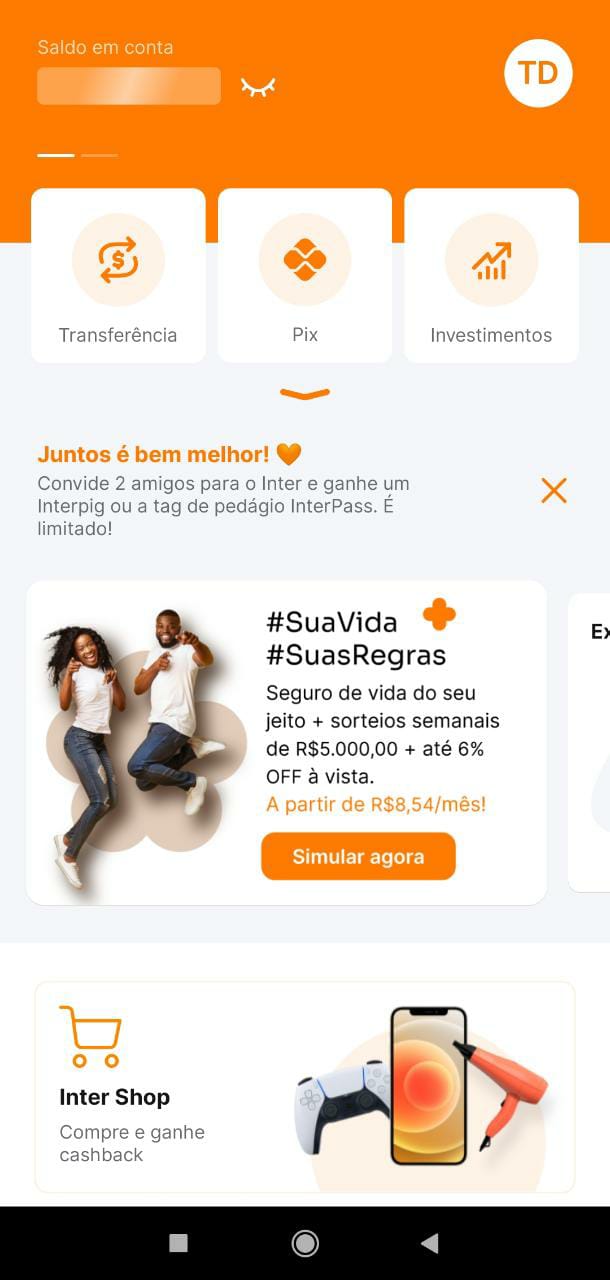 Saldo em conta
TD
Transferência
Pix
Investimentos
Juntos é bem melhor! 🧡
Convide 2 amigos para o Inter e ganhe um
Interpig ou a tag de pedágio InterPass. É
limitado!
#SuaVida
#SuasRegras
Seguro de vida do seu
jeito + sorteios semanais
de R$5.000,00 + até 6%
OFF à vista.
A partir de R$8,54/mês!
Simular agora
Inter Shop
Compre e ganhe
cashback